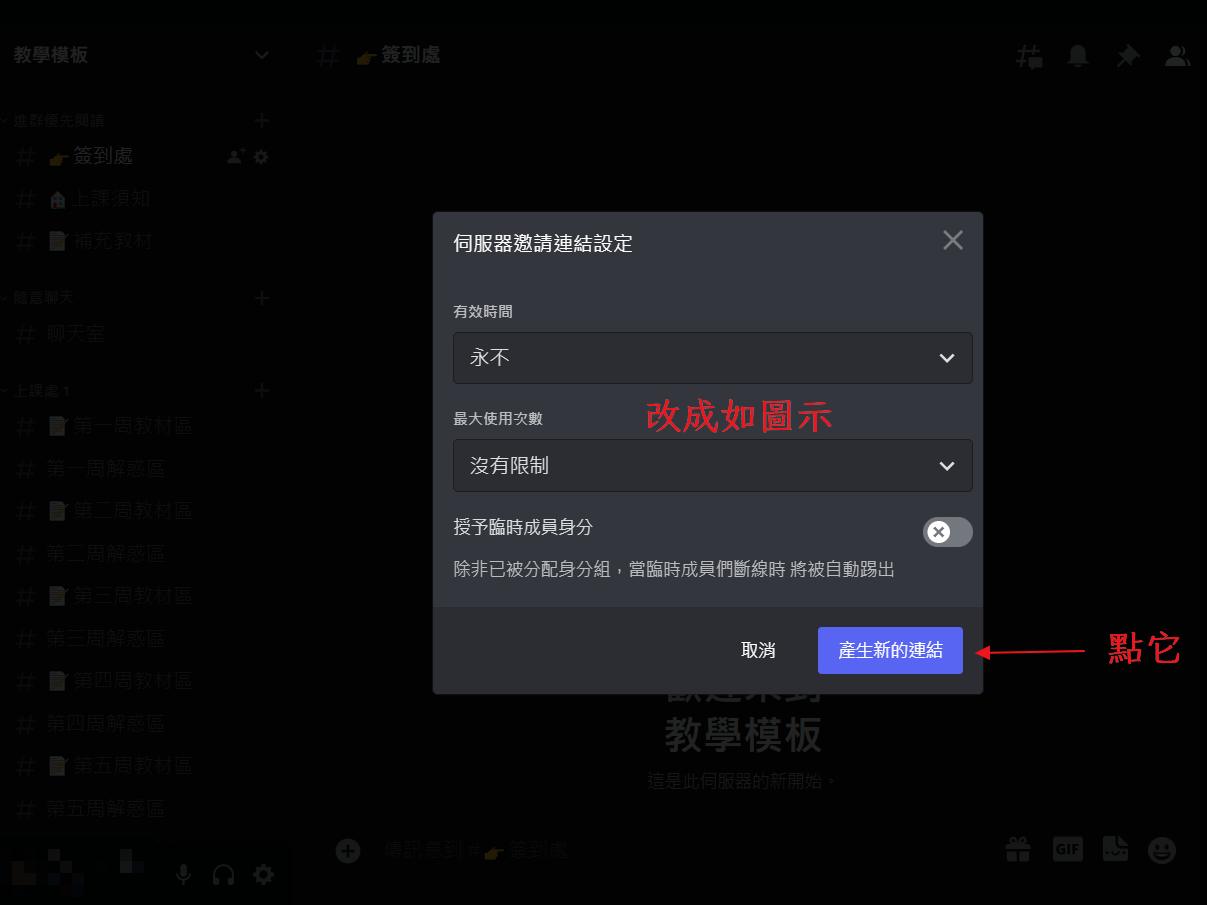 教學模板
👉簽到處
進群優先閱讀
👉簽到處
上課須知
補充教材
隨意聊天
聊天室
上課處 1
第一周教材區
第一周解惑區
第二周教材區
第二周解惑區
第三周教材區
第三周解惑區
第四周教材區
第四周解惑區
第五周教材區
第五周解惑區
伺服器邀請連結設定
有效時間
永不
最大使用次數
改成如圖示
沒有限制
授予臨時成員身分
除非已被分配身分組，當臨時成員們斷線時 將被自動踢出
取消
產生新的連結
點它
歡迎來到
教學模板
這是此伺服器的新開始。
傳訊息到 #👉簽到處
GIF